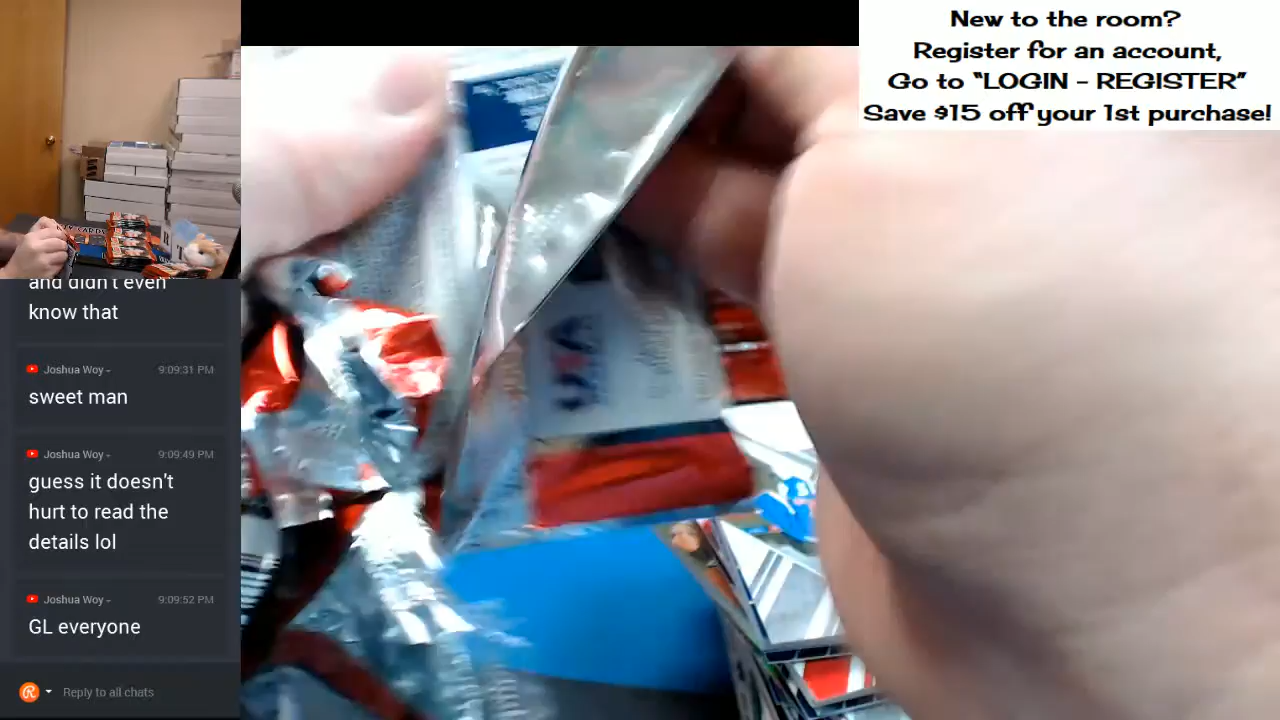 New to the room?
Register for an account,
Go to “LOGIN - REGISTER”
Save $15 off your 1st purchase!
and didn't even
know that
Joshua Woy
9:09:31 PM
sweet man
Joshua Woy
9:09:49 PM
guess it doesn't
hurt to read the
details lol
Joshua Woy
9:09:52 PM
GL everyone
Reply to all chats
USA